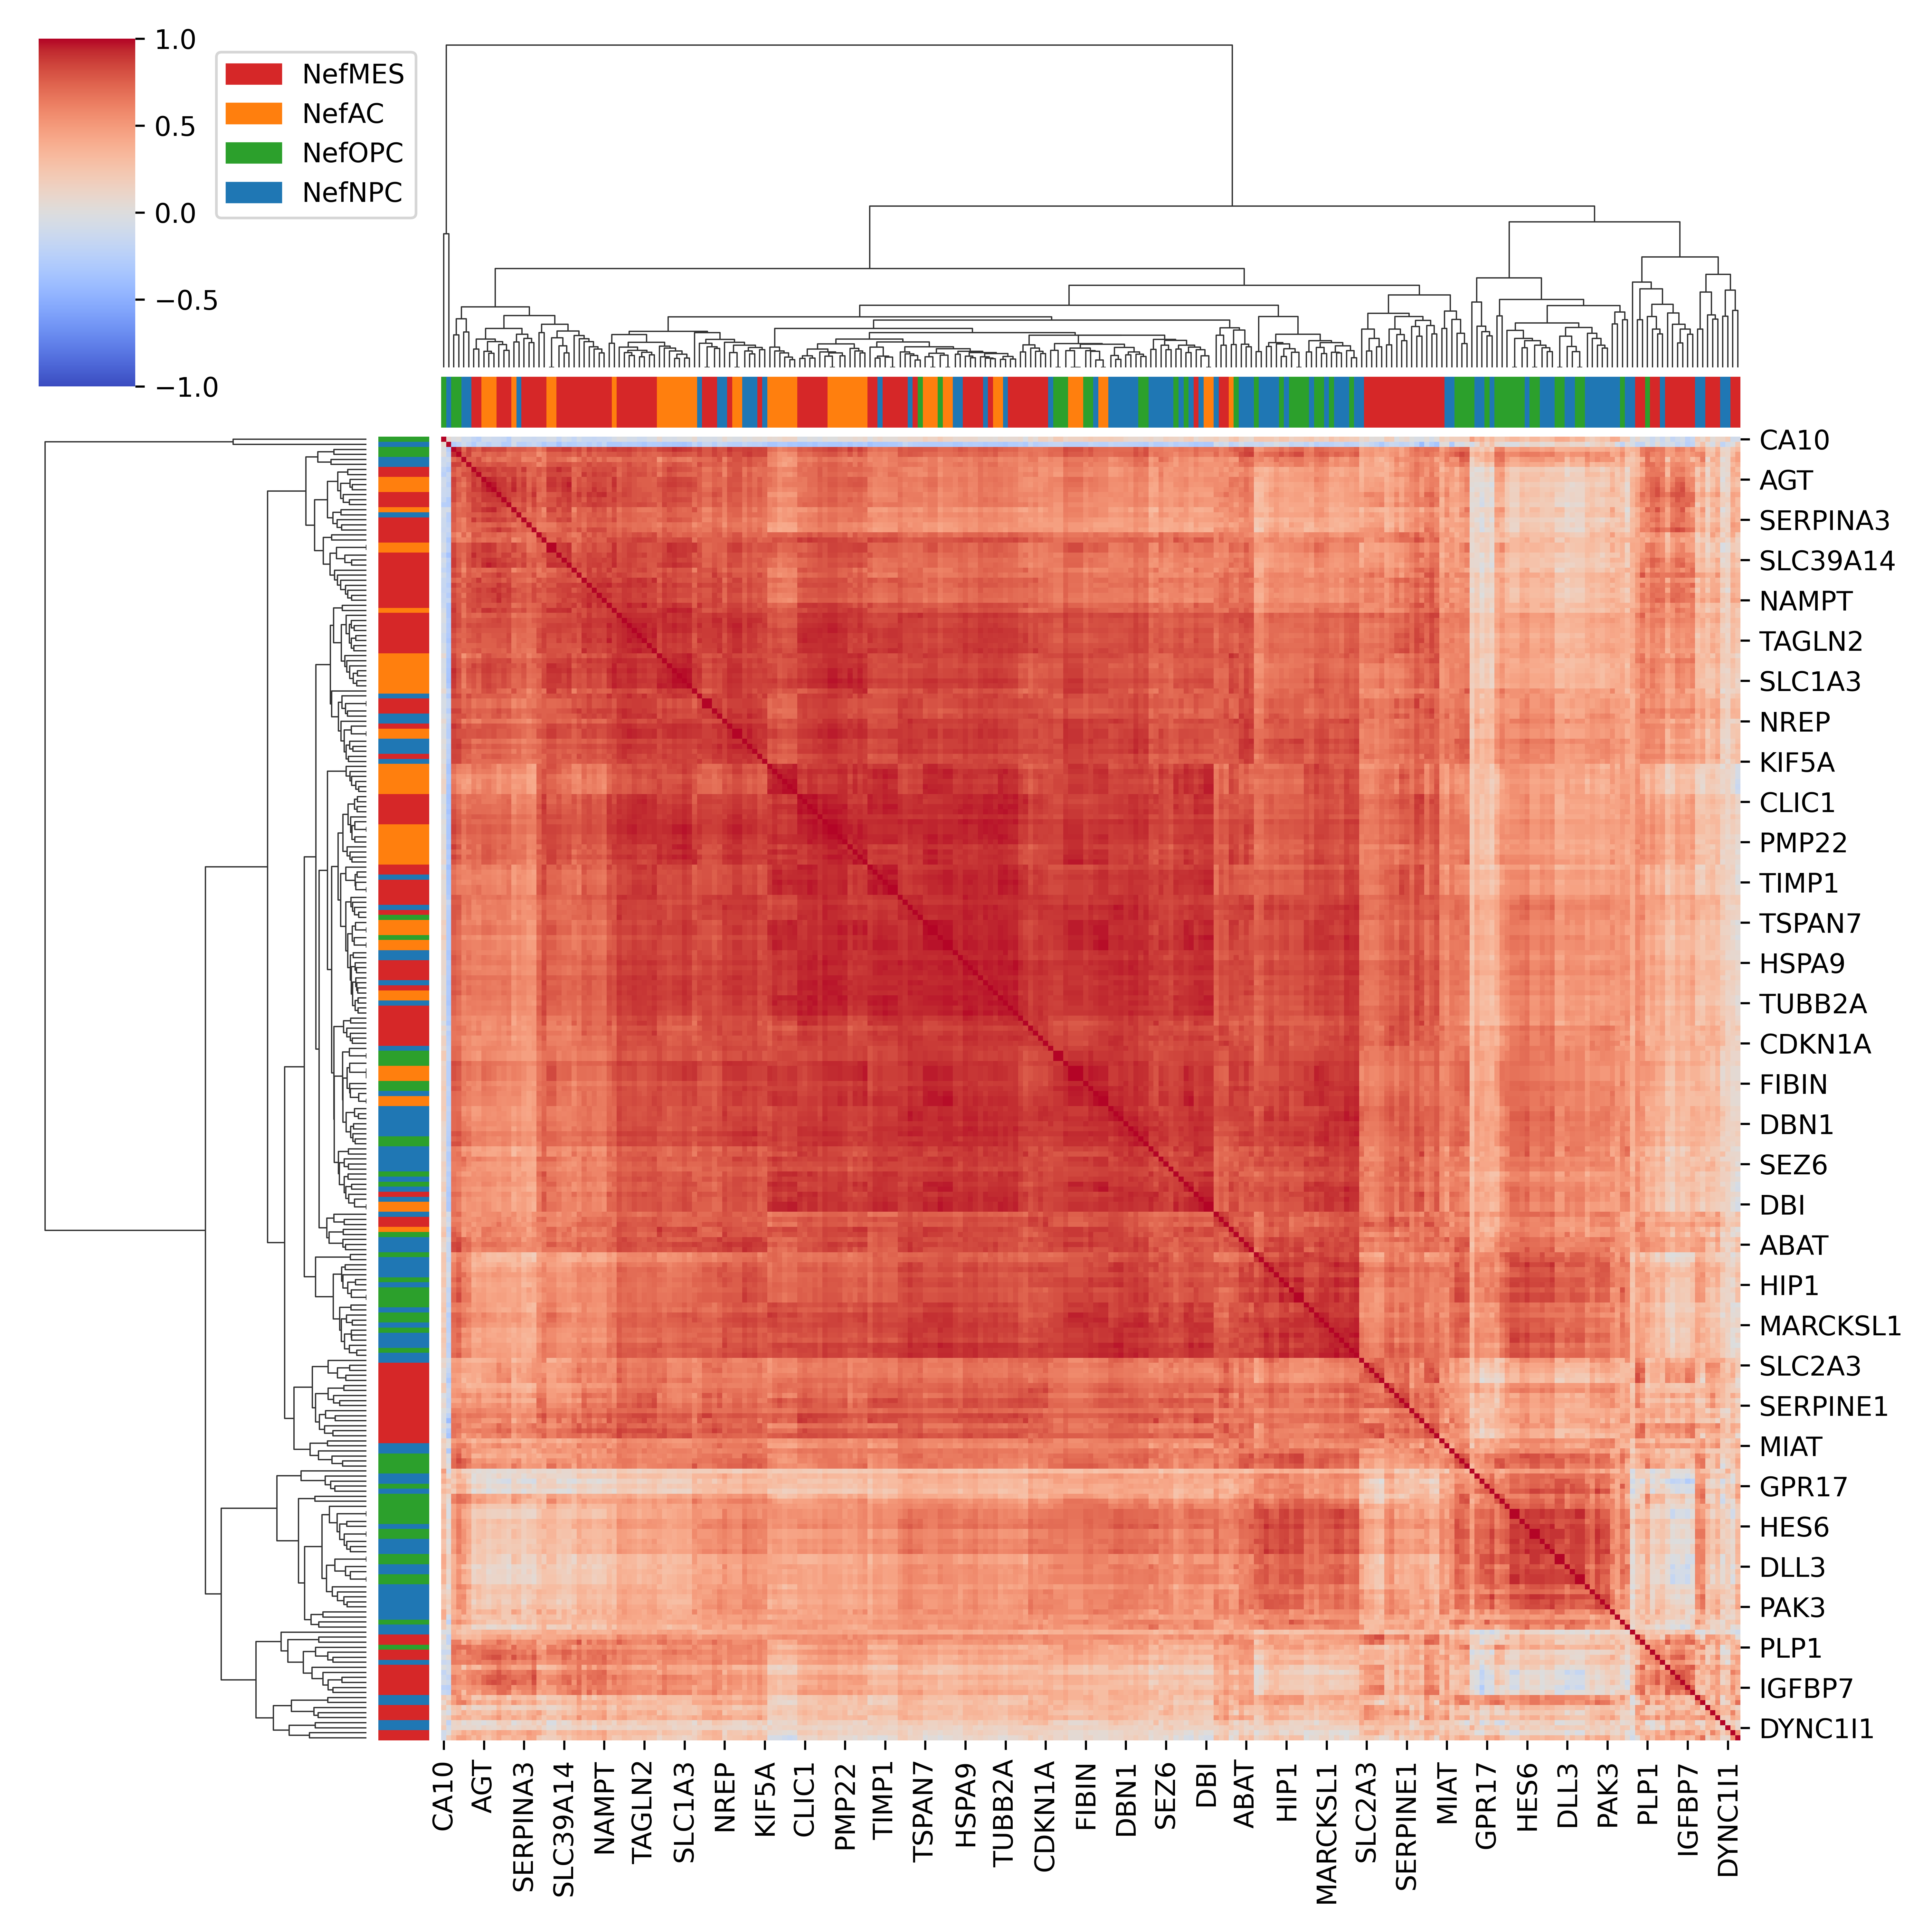 1.0
0.5
0.0
−0.5
−1.0
NefMES
NefAC
NefOPC
NefNPC
CA10
AGT
SERPINA3
SLC39A14
NAMPT
TAGLN2
SLC1A3
NREP
KIF5A
CLIC1
PMP22
TIMP1
TSPAN7
HSPA9
TUBB2A
CDKN1A
FIBIN
DBN1
SEZ6
DBI
ABAT
HIP1
MARCKSL1
SLC2A3
SERPINE1
MIAT
GPR17
HES6
DLL3
PAK3
PLP1
IGFBP7
DYNC1I1
CA10
AGT
SERPINA3
SLC39A14
NAMPT
TAGLN2
SLC1A3
NREP
KIF5A
CLIC1
PMP22
TIMP1
TSPAN7
HSPA9
TUBB2A
CDKN1A
FIBIN
DBN1
SEZ6
DBI
ABAT
HIP1
MARCKSL1
SLC2A3
SERPINE1
MIAT
GPR17
HES6
DLL3
PAK3
PLP1
IGFBP7
DYNC1I1